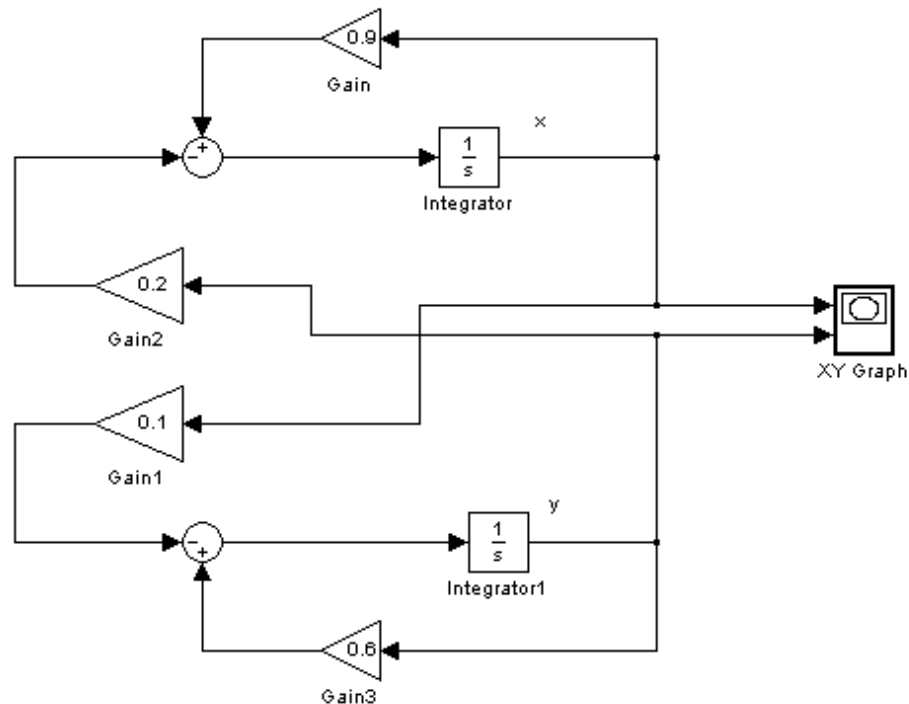 0.9
Gain
x
+
−
1
s
Integrator
0.2
Gain2
XY Graph
0.1
Gain1
y
−
+
1
s
Integrator1
0.6
Gain3